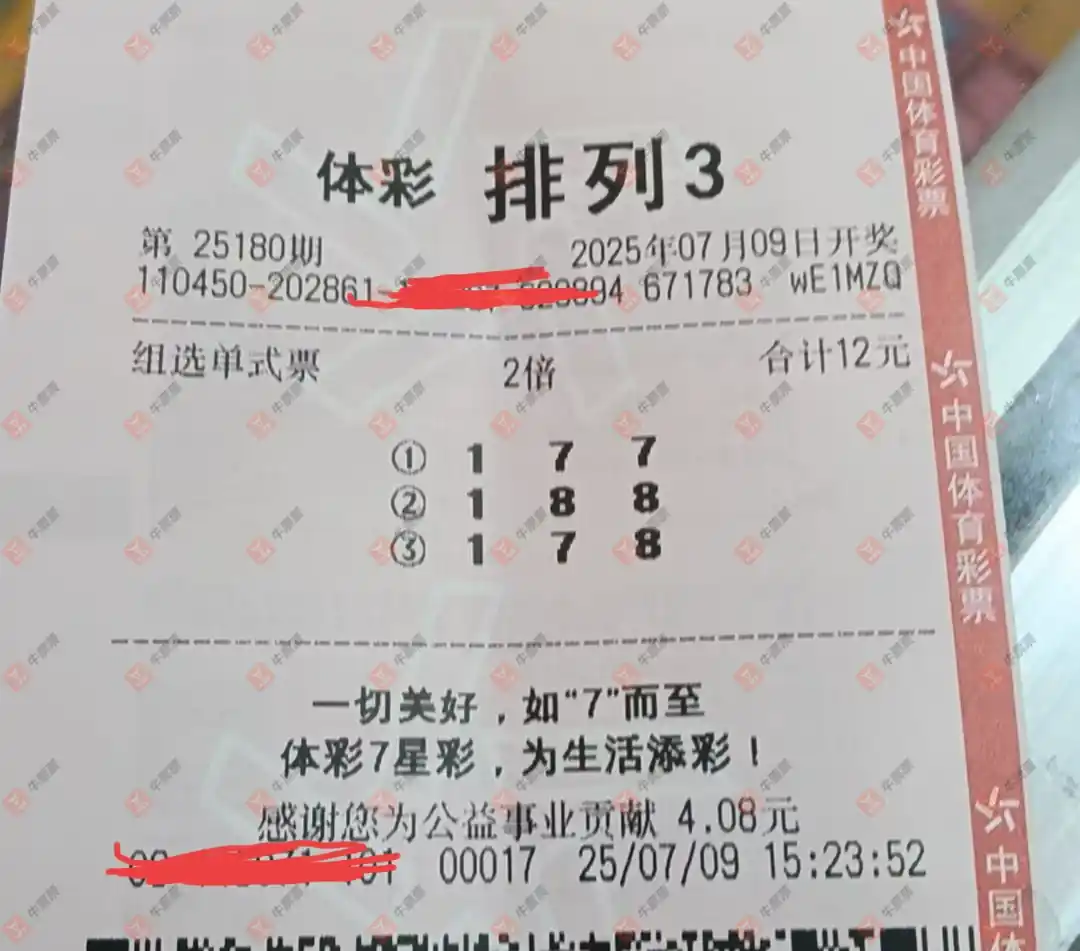 体彩 排列3
第 25180期 2025年07月09日开奖
110450-202861- 671783 wE1MZQ
组选单式票 2倍 合计12元
① 1 7 7
② 1 8 8
③ 1 7 8
一切美好，如“7”而至
体彩7星彩，为生活添彩！
感谢您为公益事业贡献 4.08元
00017 25/07/09 15:23:52
中国体育彩票
中国体育彩票
中国体
牛票票